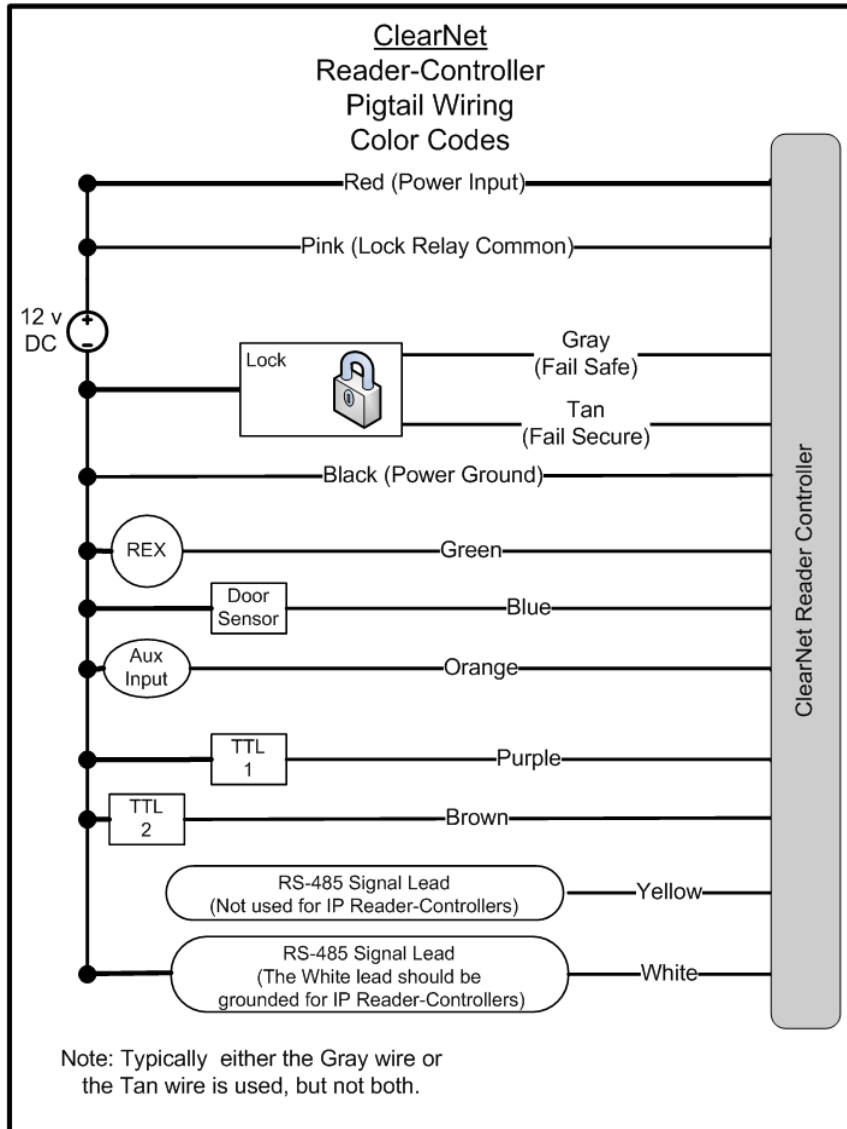 ClearNet
Reader-Controller
Pigtail Wiring
Color Codes
Red (Power Input)
Pink (Lock Relay Common)
12 v
DC
+
-
Lock
Gray
(Fail Safe)
Tan
(Fail Secure)
Black (Power Ground)
REX
Green
Door
Sensor
Blue
Aux
Input
Orange
TTL
1
Purple
TTL
2
Brown
RS-485 Signal Lead
(Not used for IP Reader-Controllers)
Yellow
RS-485 Signal Lead
(The White lead should be
grounded for IP Reader-Controllers)
White
ClearNet Reader Controller
Note: Typically either the Gray wire or
the Tan wire is used, but not both.